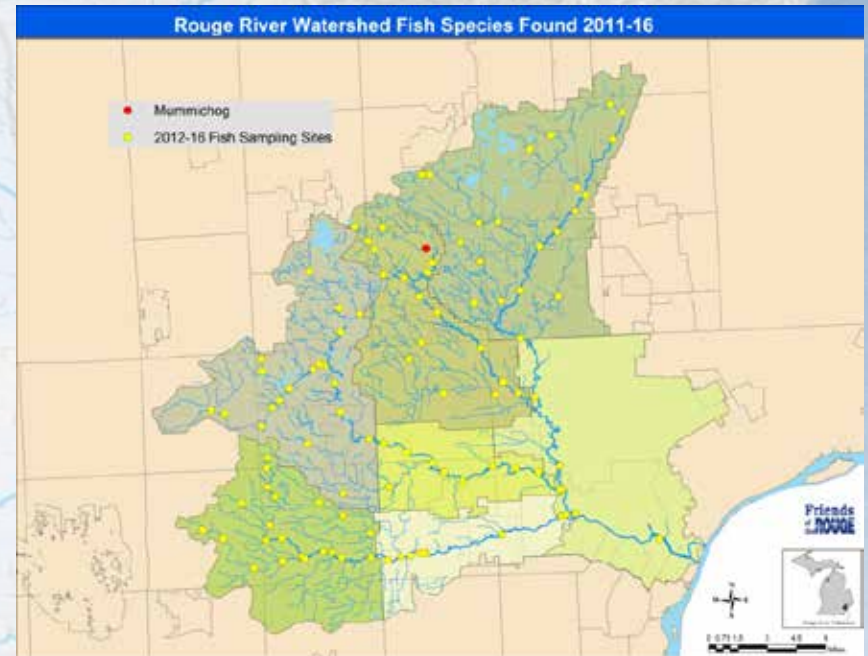 Rouge River Watershed Fish Species Found 2011-16
Mummichog
2012-16 Fish Sampling Sites
Friends
of the ROUGE